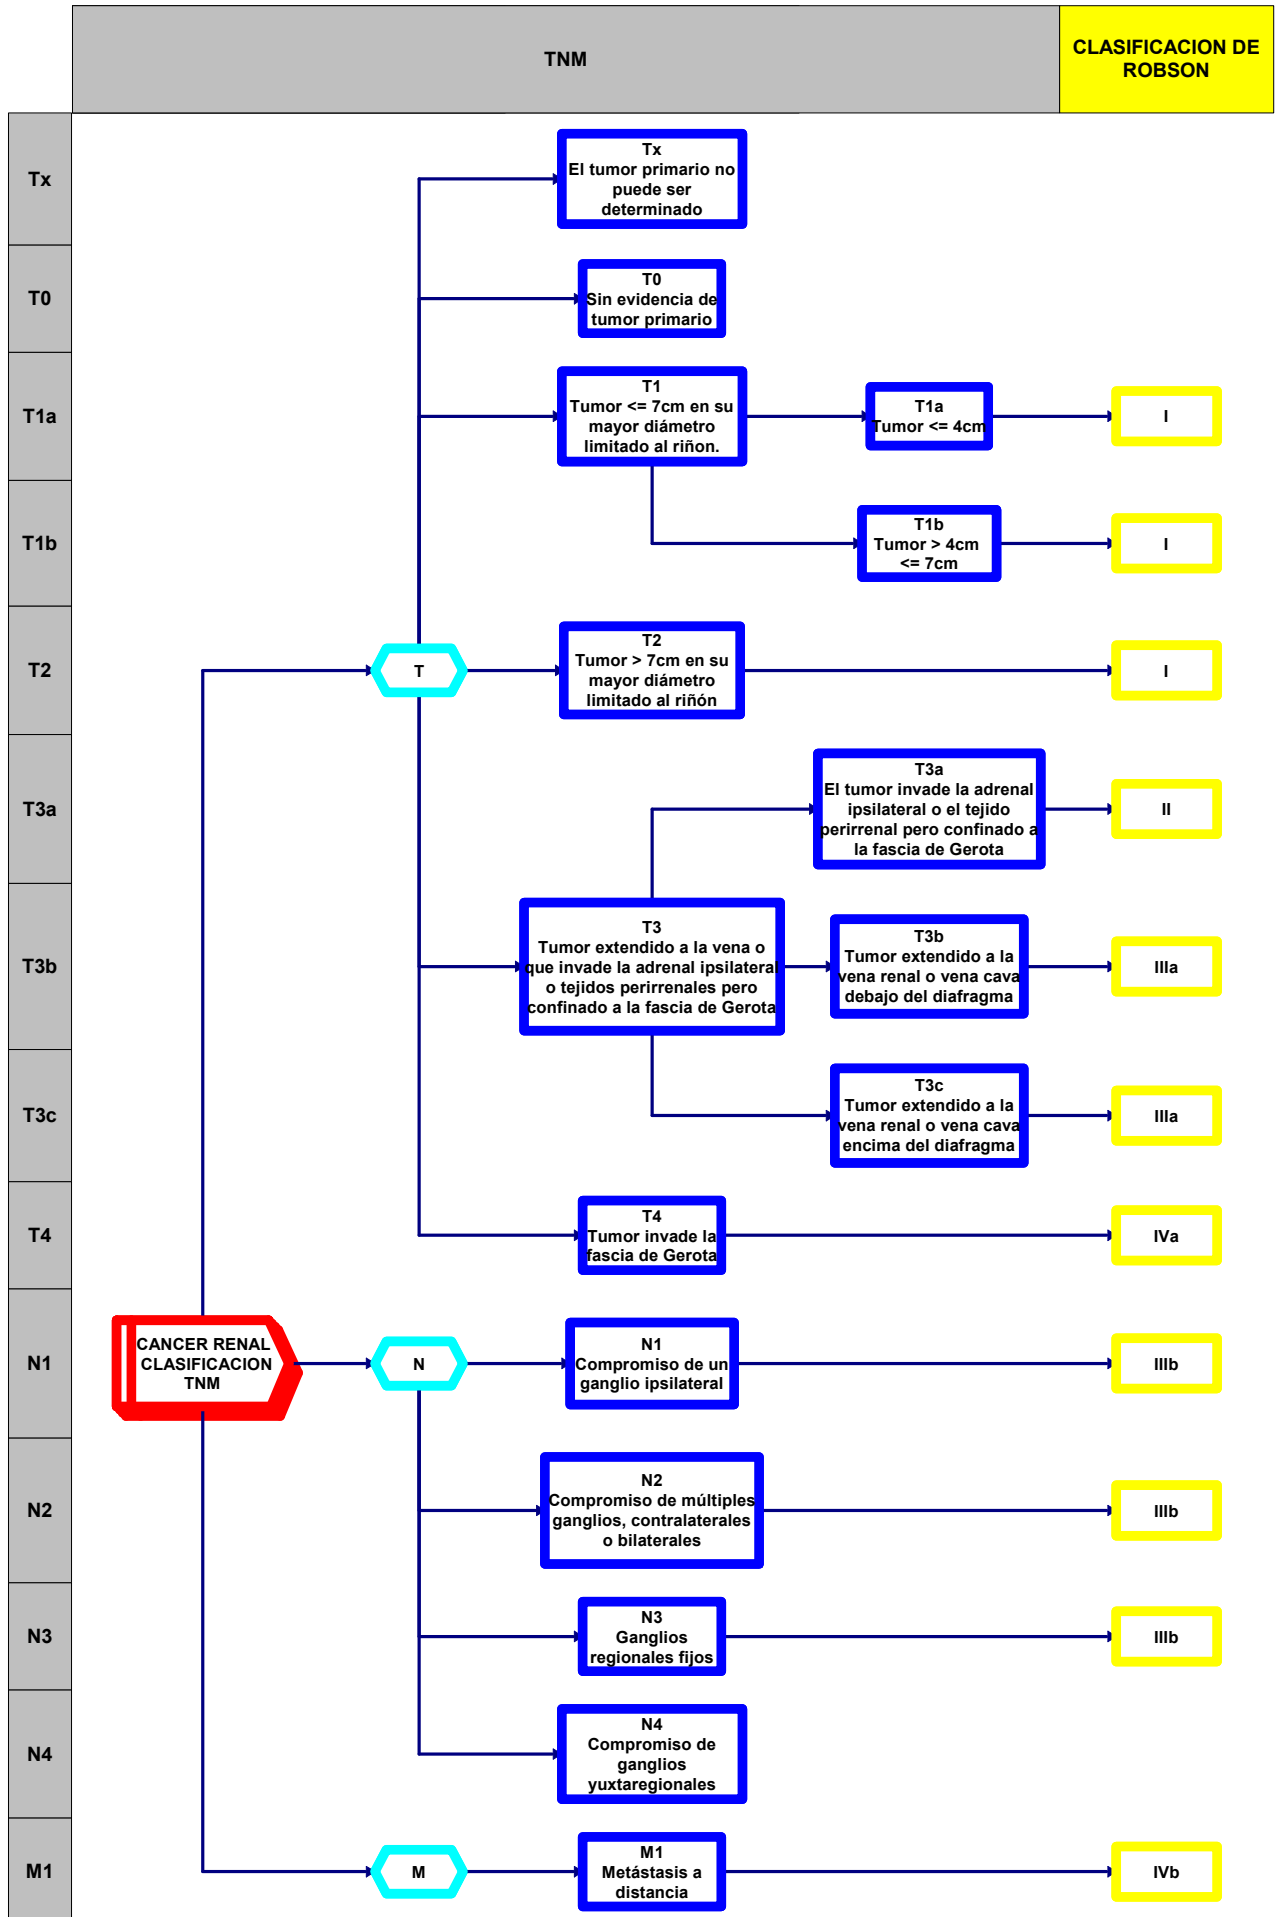 TNM
CLASIFICACION DE
ROBSON
Tx
Tx
El tumor primario no
puede ser
determinado
T0
T0
Sin evidencia de
tumor primario
T1a
T1
Tumor <= 7cm en su
mayor diámetro
limitado al riñon.
T1a
Tumor <= 4cm
I
T1b
T1b
Tumor > 4cm
<= 7cm
I
T2
T
T2
Tumor > 7cm en su
mayor diámetro
limitado al riñón
I
T3a
T3a
El tumor invade la adrenal
ipsilateral o el tejido
perirrenal pero confinado a
la fascia de Gerota
II
T3b
T3
Tumor extendido a la vena o
que invade la adrenal ipsilateral
o tejidos perirrenales pero
confinado a la fascia de Gerota
T3b
Tumor extendido a la
vena renal o vena cava
debajo del diafragma
IIIa
T3c
T3c
Tumor extendido a la
vena renal o vena cava
encima del diafragma
IIIa
T4
T4
Tumor invade la
fascia de Gerota
IVa
N1
CANCER RENAL
CLASIFICACION
TNM
N
N1
Compromiso de un
ganglio ipsilateral
IIIb
N2
N2
Compromiso de múltiples
ganglios, contralaterales
o bilaterales
IIIb
N3
N3
Ganglios
regionales fijos
IIIb
N4
N4
Compromiso de
ganglios
yuxtaregionales
M1
M
M1
Metástasis a
distancia
IVb